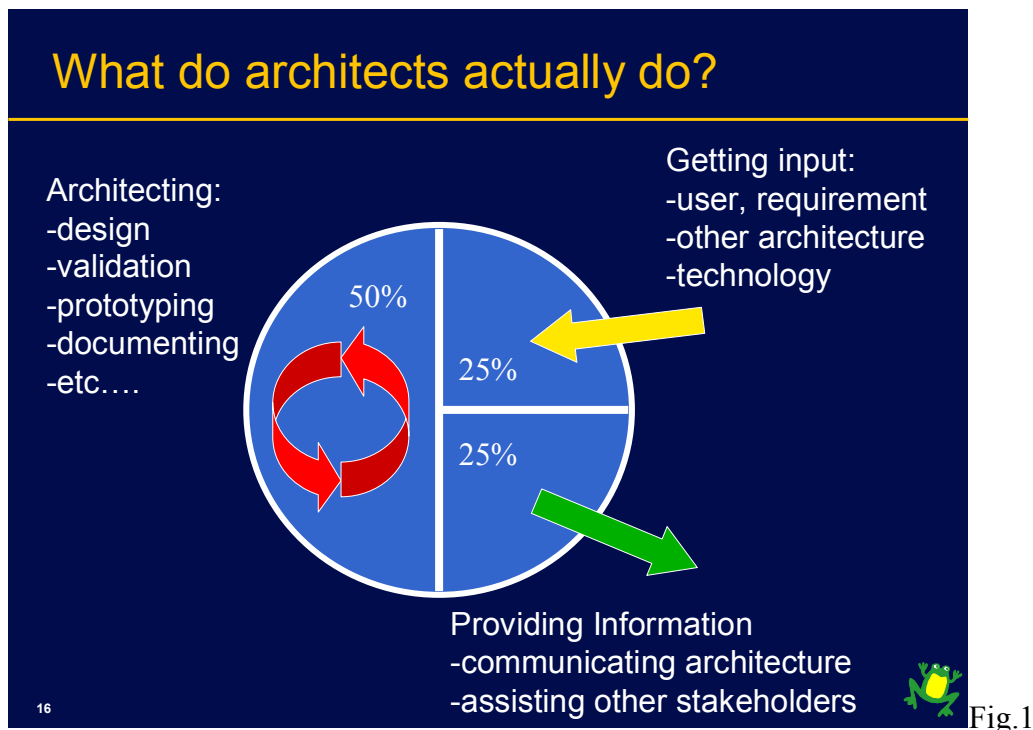 What do architects actually do?
Architecting:
-design
-validation
-prototyping
-documenting
-etc….
50%
Getting input:
-user, requirement
-other architecture
-technology
25%
25%
Providing Information
-communicating architecture
-assisting other stakeholders
16
Fig.1